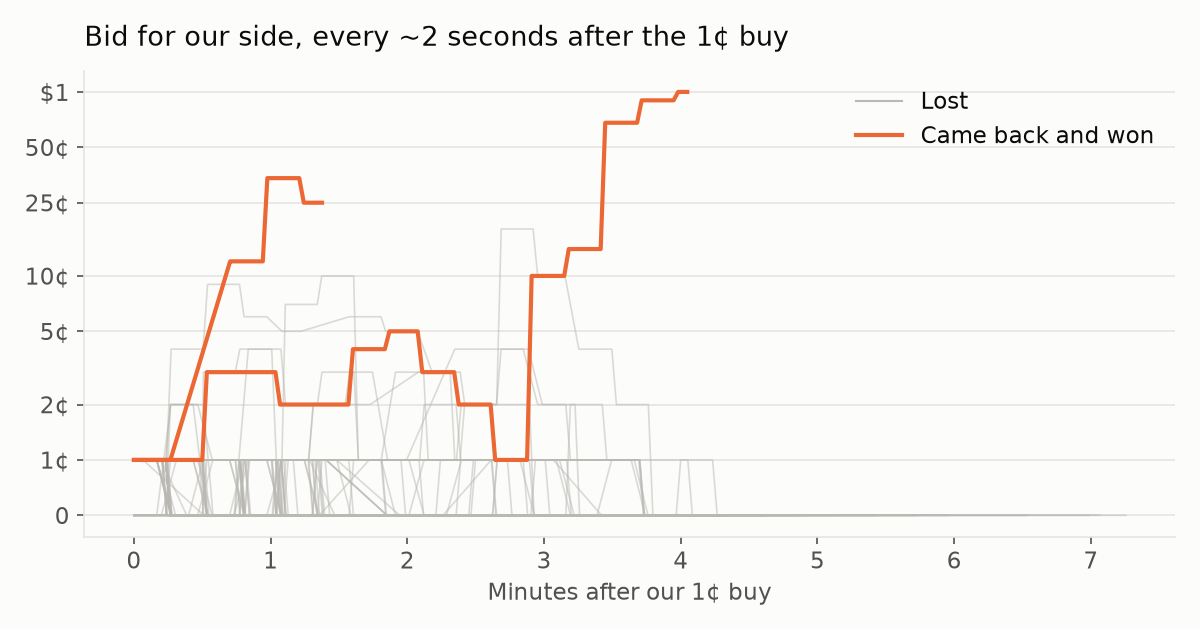 Bid for our side, every ~2 seconds after the 1¢ buy
$1
50¢
25¢
10¢
5¢
2¢
1¢
0
Lost
Came back and won
0 1 2 3 4 5 6 7
Minutes after our 1¢ buy